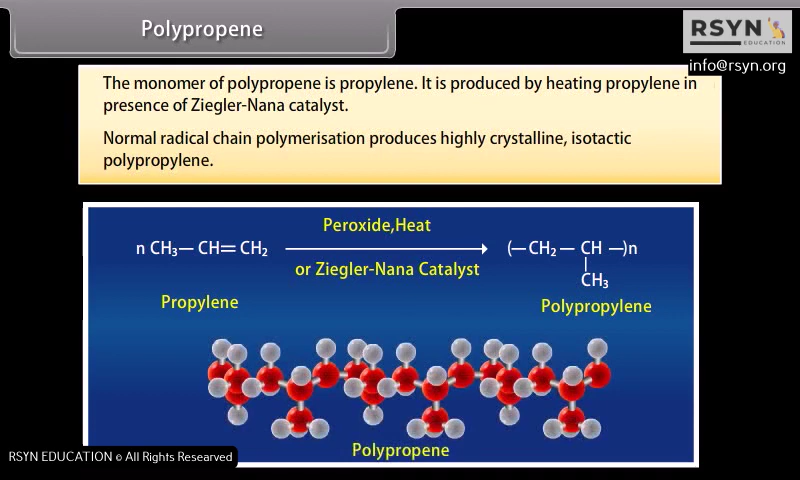 Polypropene
RSYN
EDUCATION
info@rsyn.org
The monomer of polypropene is propylene. It is produced by heating propylene in
presence of Ziegler-Nana catalyst.
Normal radical chain polymerisation produces highly crystalline, isotactic
polypropylene.
Peroxide,Heat
n CH₃— CH= CH₂ (— CH₂ — CH —)n
or Ziegler-Nana Catalyst
CH₃
Propylene Polypropylene
Polypropene
RSYN EDUCATION © All Rights Researved